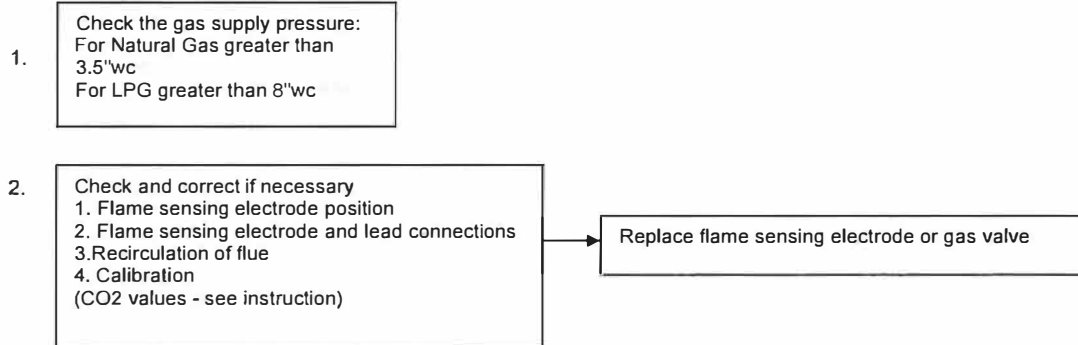 1.
Check the gas supply pressure:
For Natural Gas greater than
3.5"wc
For LPG greater than 8"wc
2.
Check and correct if necessary
1. Flame sensing electrode position
2. Flame sensing electrode and lead connections
3.Recirculation of flue
4. Calibration
(CO2 values - see instruction)
Replace flame sensing electrode or gas valve